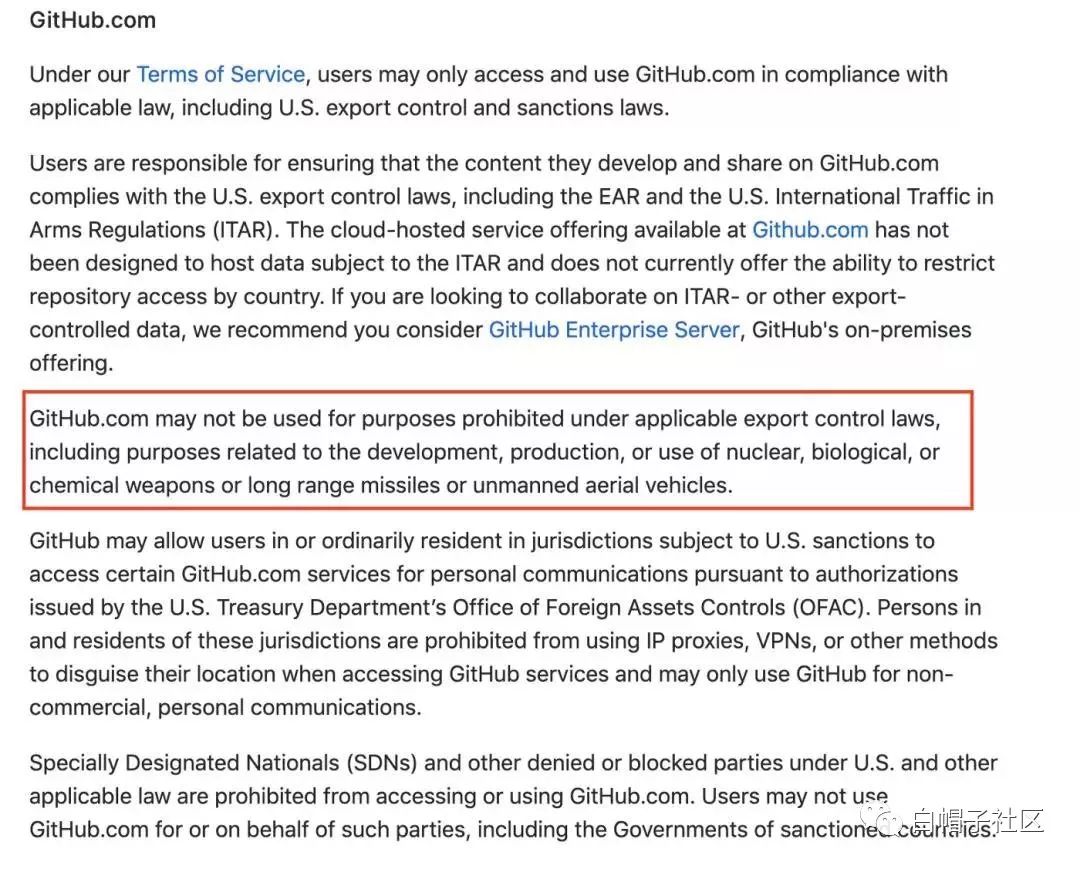 GitHub.com
Under our Terms of Service, users may only access and use GitHub.com in compliance with
applicable law, including U.S. export control and sanctions laws.
Users are responsible for ensuring that the content they develop and share on GitHub.com
complies with the U.S. export control laws, including the EAR and the U.S. International Traffic in
Arms Regulations (ITAR). The cloud-hosted service offering available at Github.com has not
been designed to host data subject to the ITAR and does not currently offer the ability to restrict
repository access by country. If you are looking to collaborate on ITAR- or other export-
controlled data, we recommend you consider GitHub Enterprise Server, GitHub's on-premises
offering.
GitHub.com may not be used for purposes prohibited under applicable export control laws,
including purposes related to the development, production, or use of nuclear, biological, or
chemical weapons or long range missiles or unmanned aerial vehicles.
GitHub may allow users in or ordinarily resident in jurisdictions subject to U.S. sanctions to
access certain GitHub.com services for personal communications pursuant to authorizations
issued by the U.S. Treasury Department’s Office of Foreign Assets Controls (OFAC). Persons in
and residents of these jurisdictions are prohibited from using IP proxies, VPNs, or other methods
to disguise their location when accessing GitHub services and may only use GitHub for non-
commercial, personal communications.
Specially Designated Nationals (SDNs) and other denied or blocked parties under U.S. and other
applicable law are prohibited from accessing or using GitHub.com. Users may not use
GitHub.com for or on behalf of such parties, including the Governments of sanctioned countries.
白帽子社区